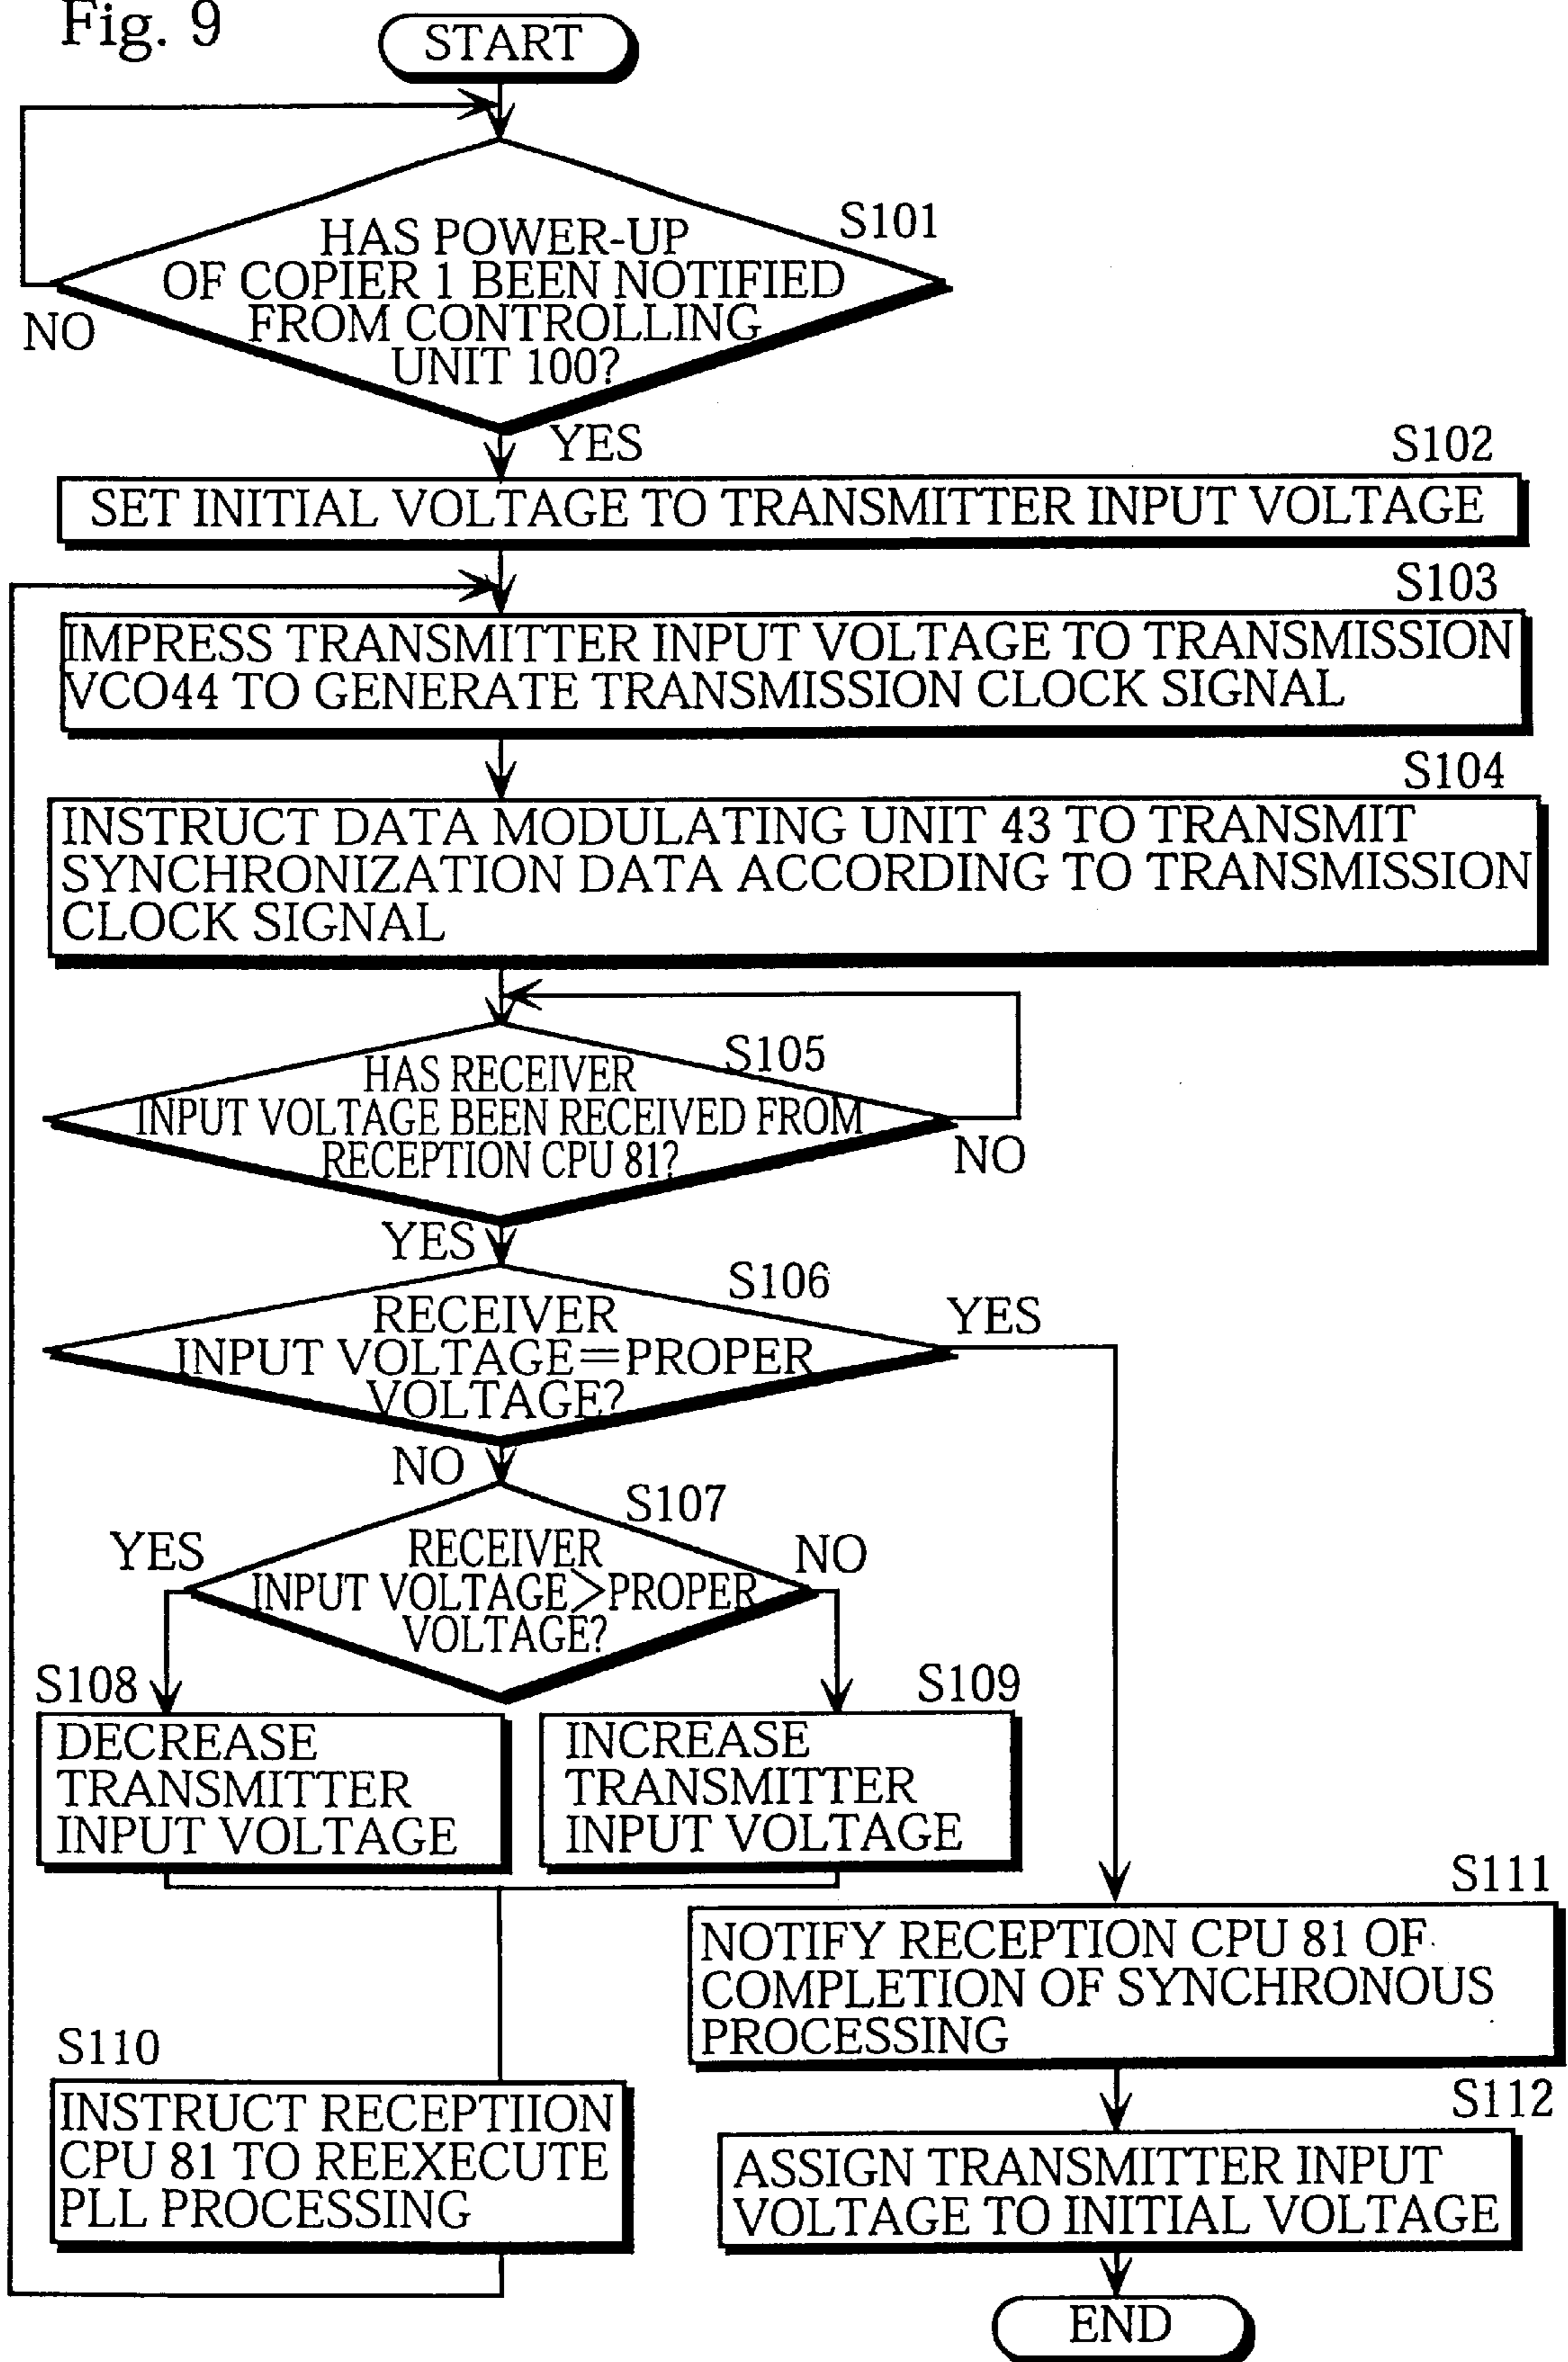 Fig. 9
START
S101
HAS POWER-UP
OF COPIER 1 BEEN NOTIFIED
FROM CONTROLLING
UNIT 100?
NO
YES
S102
SET INITIAL VOLTAGE TO TRANSMITTER INPUT VOLTAGE
S103
IMPRESS TRANSMITTER INPUT VOLTAGE TO TRANSMISSION
VCO44 TO GENERATE TRANSMISSION CLOCK SIGNAL
S104
INSTRUCT DATA MODULATING UNIT 43 TO TRANSMIT
SYNCHRONIZATION DATA ACCORDING TO TRANSMISSION
CLOCK SIGNAL
S105
HAS RECEIVER
INPUT VOLTAGE BEEN RECEIVED FROM
RECEPTION CPU 81?
NO
YES
S106
RECEIVER
INPUT VOLTAGE=PROPER
VOLTAGE?
YES
NO
S107
RECEIVER
INPUT VOLTAGE>PROPER
VOLTAGE?
YES
NO
S108
DECREASE
TRANSMITTER
INPUT VOLTAGE
S109
INCREASE
TRANSMITTER
INPUT VOLTAGE
S111
NOTIFY RECEPTION CPU 81 OF
COMPLETION OF SYNCHRONOUS
PROCESSING
S110
INSTRUCT RECEPTIION
CPU 81 TO REEXECUTE
PLL PROCESSING
S112
ASSIGN TRANSMITTER INPUT
VOLTAGE TO INITIAL VOLTAGE
END